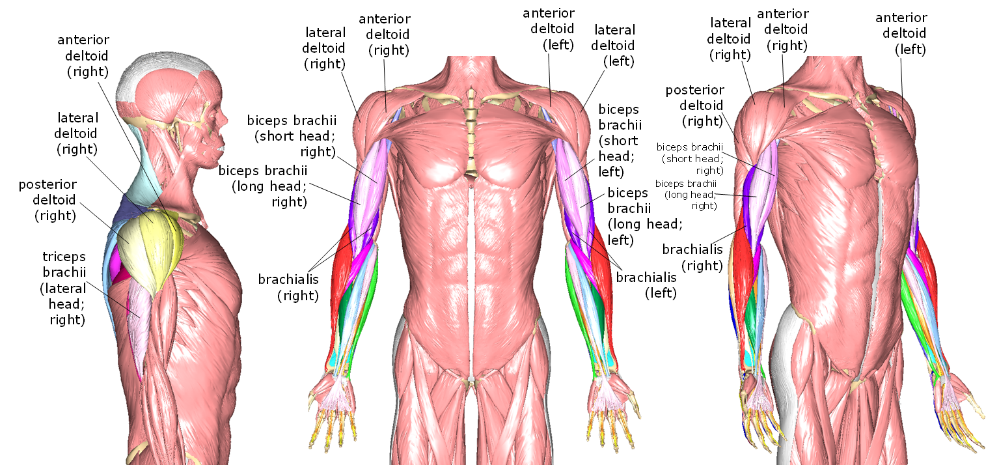 anterior
deltoid
(right)
lateral
deltoid
(right)
posterior
deltoid
(right)
triceps
brachii
(lateral
head;
right)
lateral
deltoid
(right)
anterior
deltoid
(right)
anterior
deltoid
(left)
lateral
deltoid
(left)
biceps brachii
(short head;
right)
biceps brachii
(long head;
right)
brachialis
(right)
biceps
brachii
(short
head;
left)
biceps
brachii
(long head;
left)
brachialis
(left)
lateral
deltoid
(right)
anterior
deltoid
(right)
anterior
deltoid
(left)
posterior
deltoid
(right)
biceps brachii
(short head;
right)
biceps brachii
(long head;
right)
brachialis
(right)